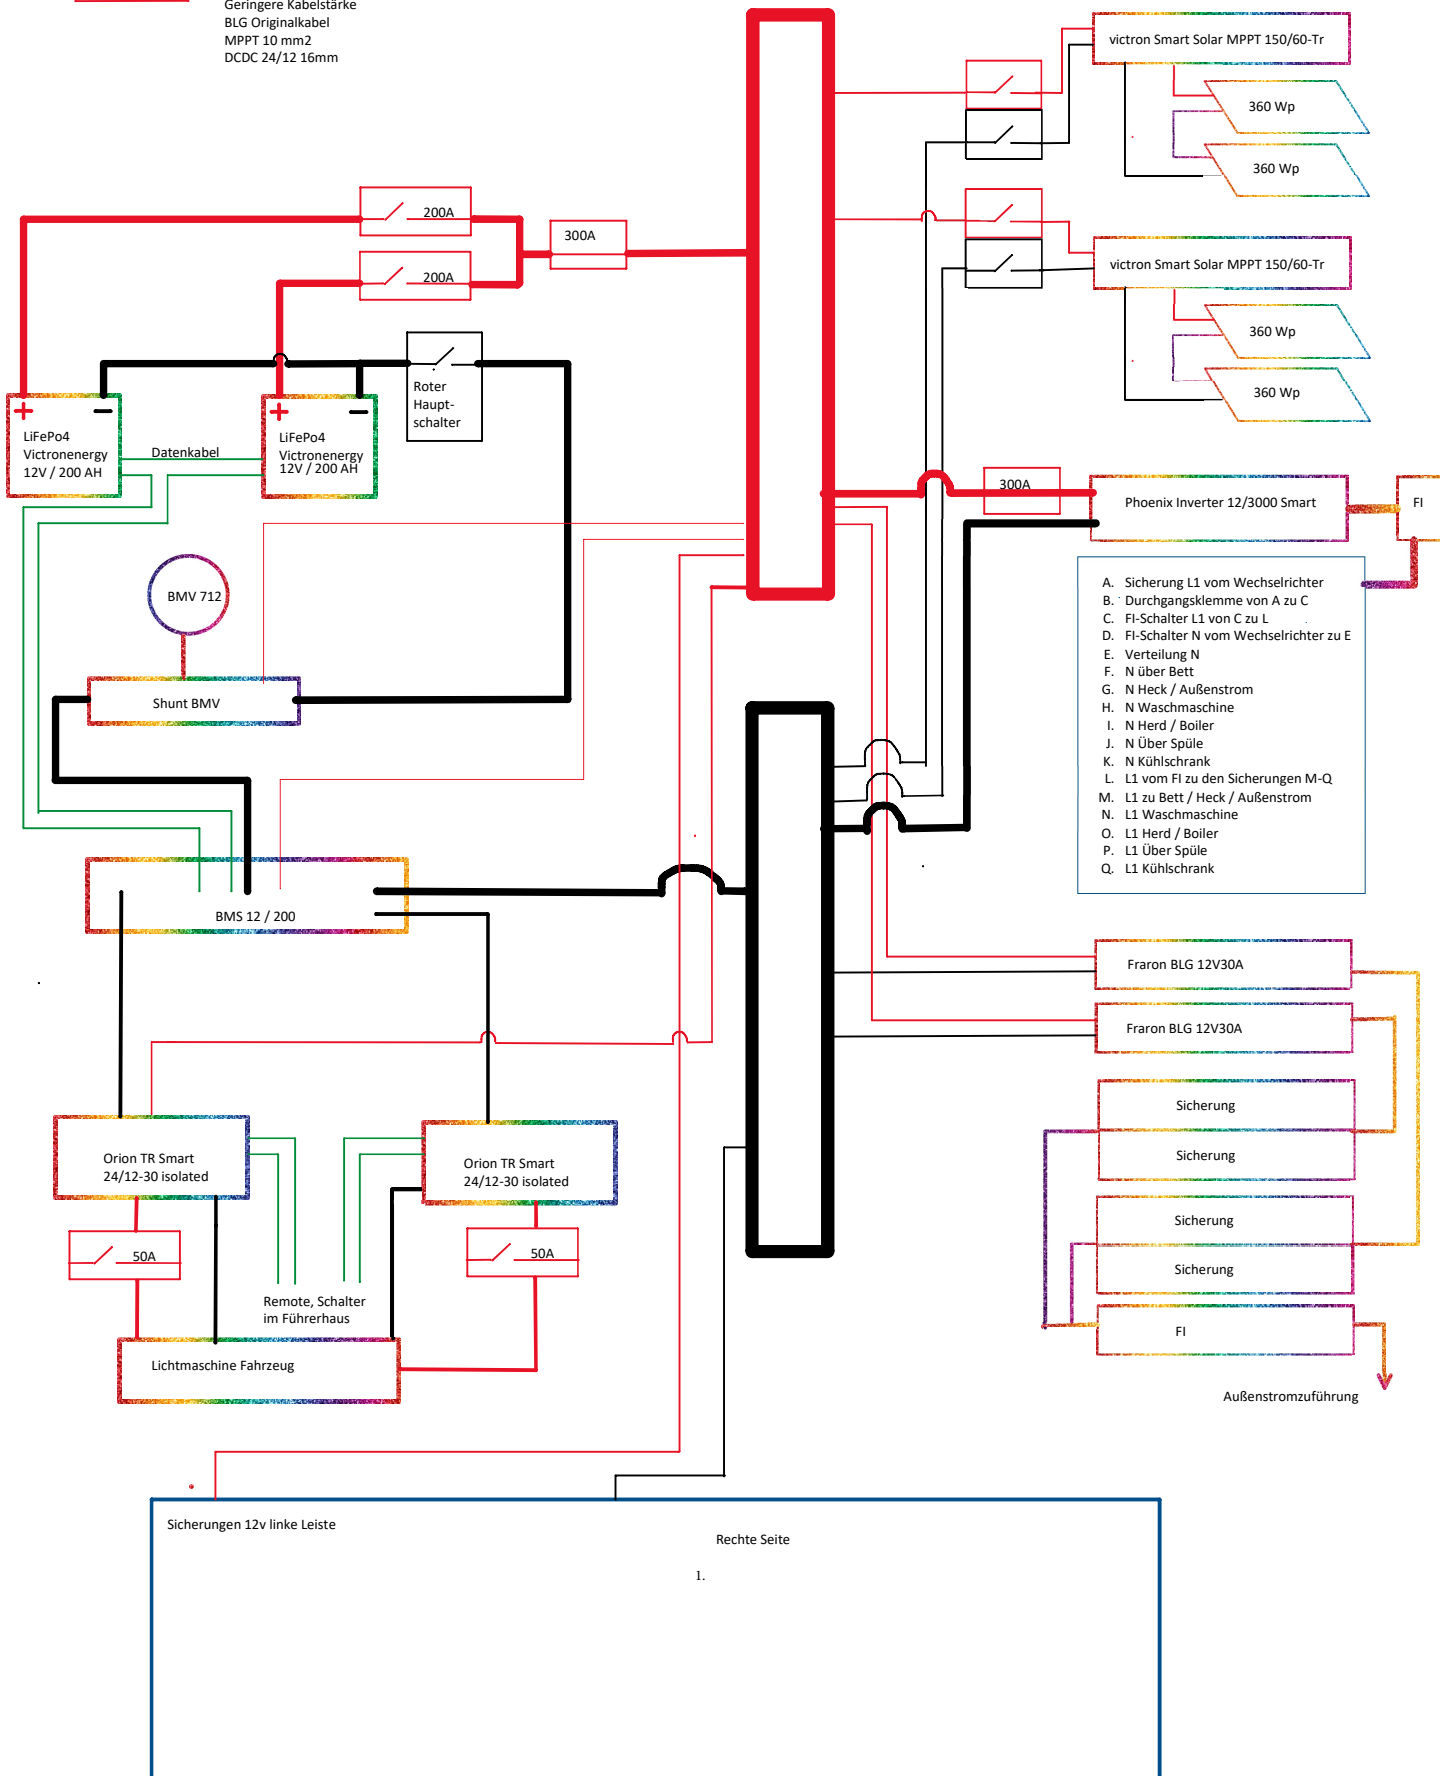 Geringere Kabelstärke
BLG Originalkabel
MPPT 10 mm2
DCDC 24/12 16mm
victron Smart Solar MPPT 150/60-Tr
360 Wp
360 Wp
200A
300A
200A
victron Smart Solar MPPT 150/60-Tr
360 Wp
360 Wp
Roter
Haupt-
schalter
+ −
LiFePo4
Victronenergy
12V / 200 AH
Datenkabel
+ −
LiFePo4
Victronenergy
12V / 200 AH
300A
Phoenix Inverter 12/3000 Smart
FI
BMV 712
Shunt BMV
A. Sicherung L1 vom Wechselrichter
B. Durchgangsklemme von A zu C
C. FI-Schalter L1 von C zu L
D. FI-Schalter N vom Wechselrichter zu E
E. Verteilung N
F. N über Bett
G. N Heck / Außenstrom
H. N Waschmaschine
I. N Herd / Boiler
J. N Über Spüle
K. N Kühlschrank
L. L1 vom FI zu den Sicherungen M-Q
M. L1 zu Bett / Heck / Außenstrom
N. L1 Waschmaschine
O. L1 Herd / Boiler
P. L1 Über Spüle
Q. L1 Kühlschrank
BMS 12 / 200
Fraron BLG 12V30A
Fraron BLG 12V30A
Sicherung
Sicherung
Sicherung
Sicherung
FI
Außenstromzuführung
Orion TR Smart
24/12-30 isolated
Orion TR Smart
24/12-30 isolated
50A
50A
Remote, Schalter
im Führerhaus
Lichtmaschine Fahrzeug
Sicherungen 12v linke Leiste
Rechte Seite
1.